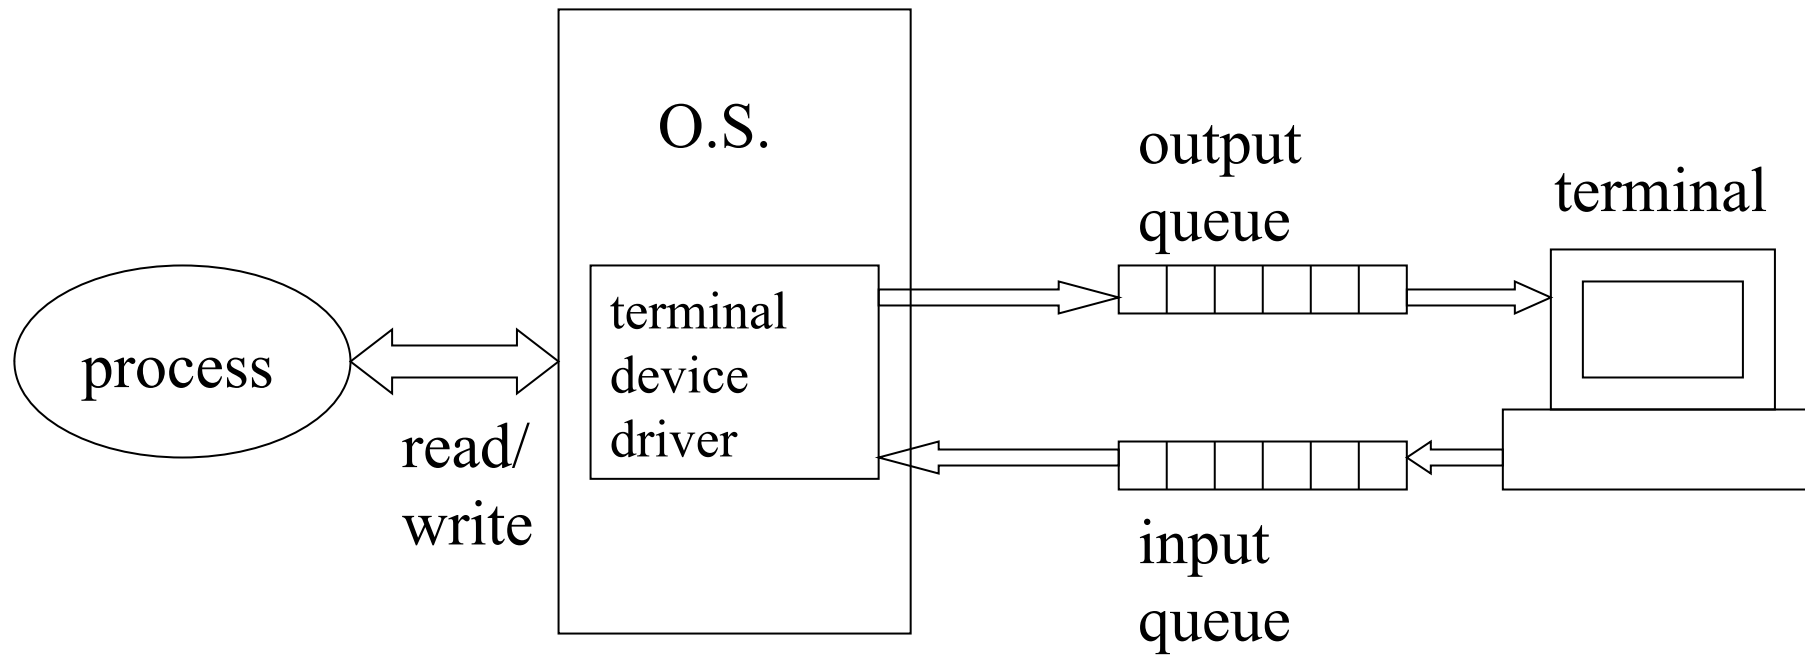 process
read/
write
O.S.
terminal
device
driver
output
queue
input
queue
terminal